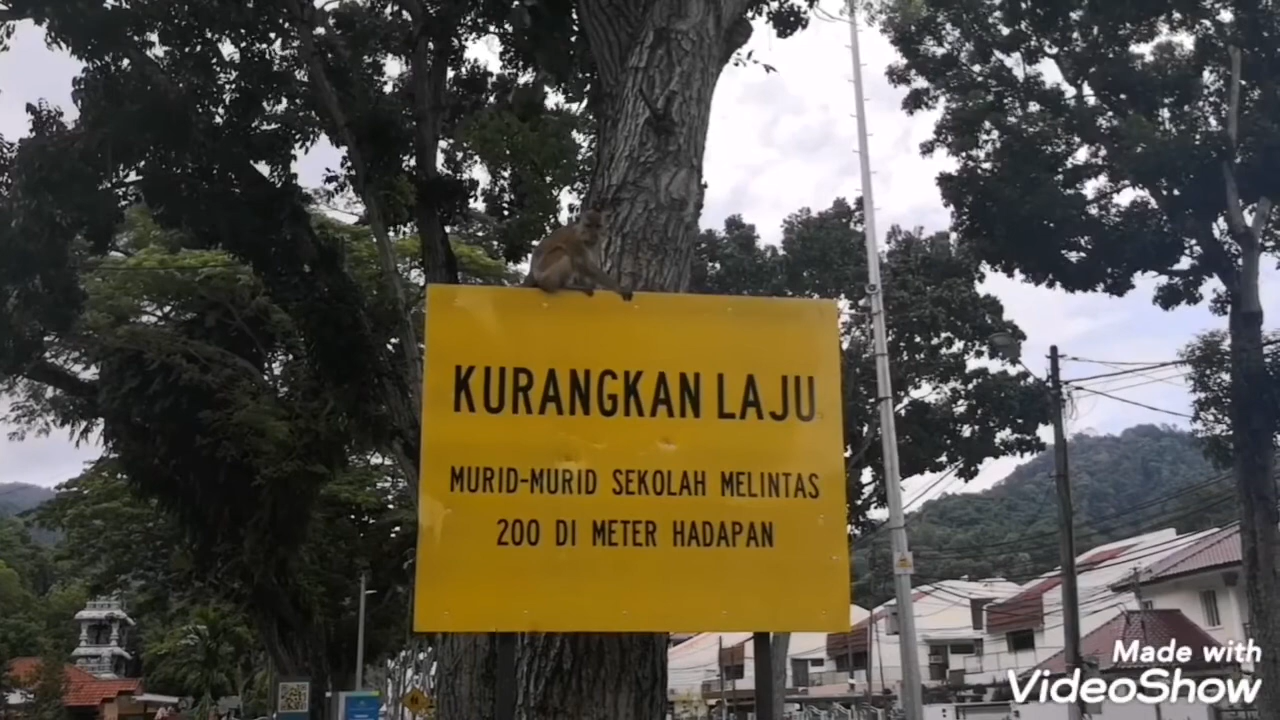 KURANGKAN LAJU
MURID-MURID SEKOLAH MELINTAS
200 DI METER HADAPAN
Made with
VideoShow